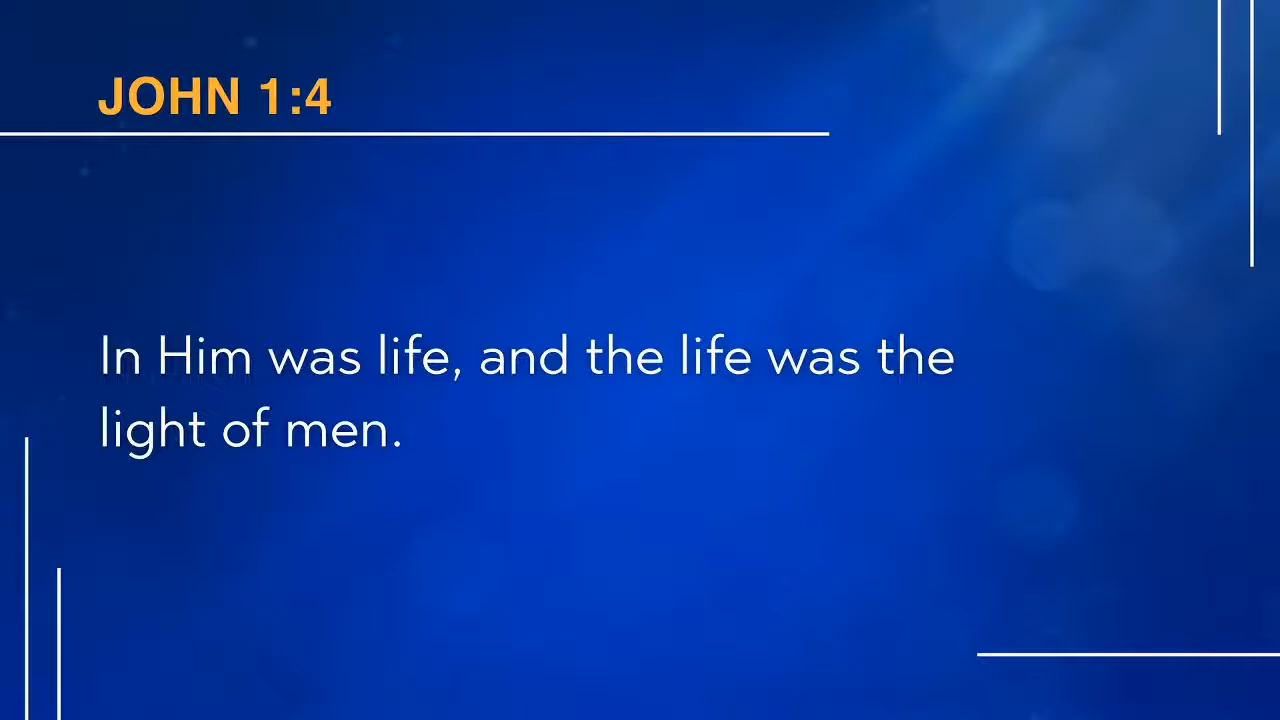 JOHN 1:4
In Him was life, and the life was the
light of men.